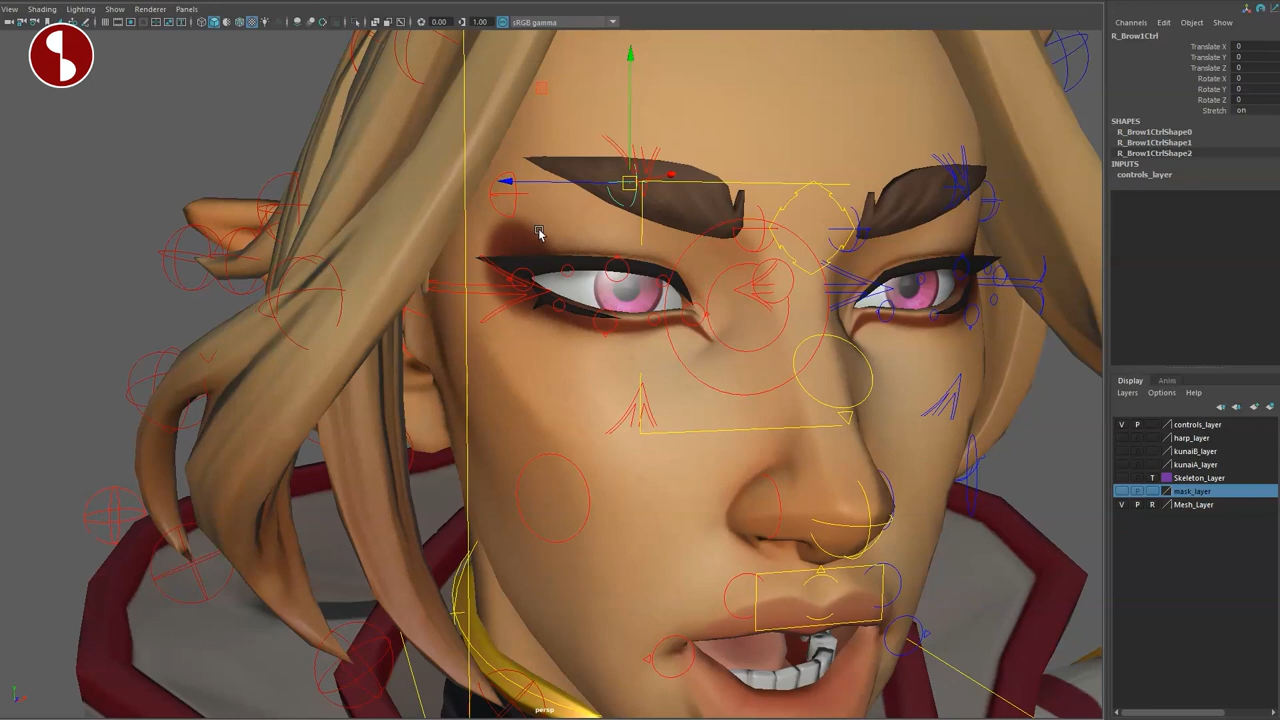 View Shading Lighting Show Renderer Panels
0.00 1.00 sRGB gamma
Channels Edit Object Show
R_Brow1Ctrl
Translate X 0
Translate Y 0
Translate Z 0
Rotate X 0
Rotate Y 0
Rotate Z 0
Stretch on
SHAPES
R_Brow1CtrlShape0
R_Brow1CtrlShape1
R_Brow1CtrlShape2
INPUTS
controls_layer
Display Anim
Layers Options Help
V P controls_layer
harp_layer
kunaiB_layer
kunaiA_layer
T Skeleton_Layer
mask_layer
V P R Mesh_Layer
persp